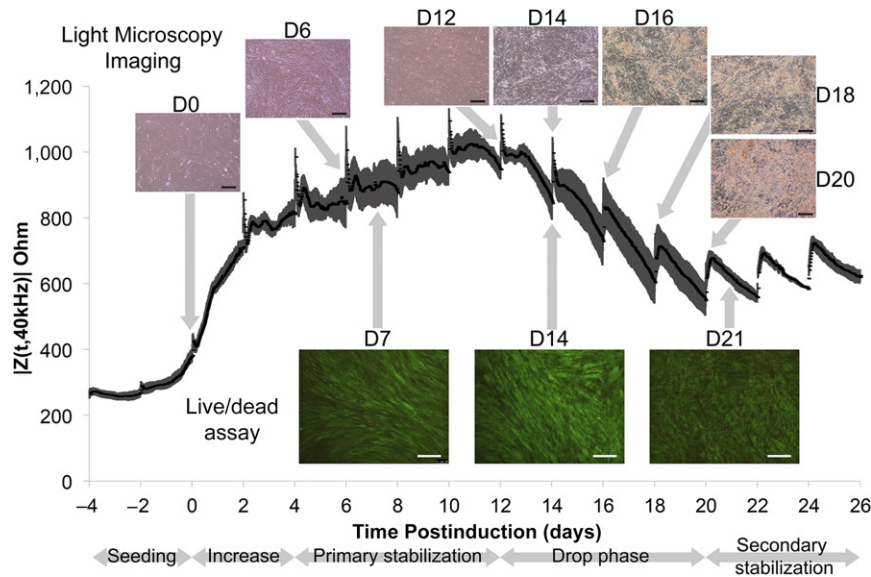 Light Microscopy
Imaging
D0
D6
D12
D14
D16
D18
D20
1,200
1,000
800
600
400
200
0
|Z(t,40kHz)| Ohm
Live/dead
assay
D7
D14
D21
–4
–2
0
2
4
6
8
10
12
14
16
18
20
22
24
26
Time Postinduction (days)
Seeding
Increase
Primary stabilization
Drop phase
Secondary
stabilization